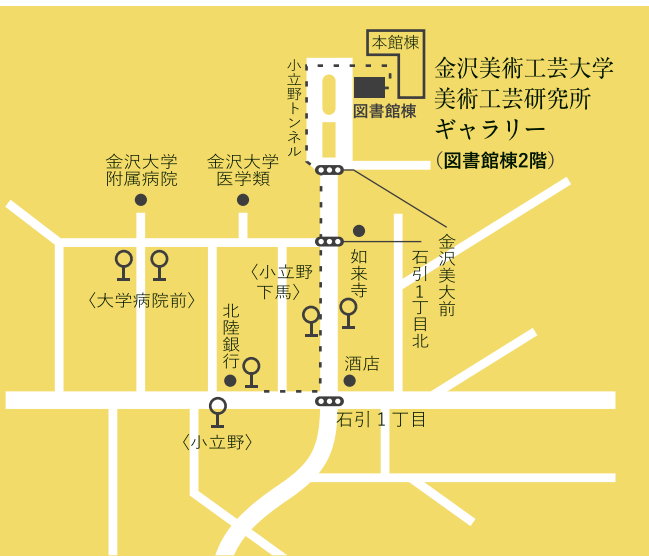 本館棟
図書館棟
金沢美術工芸大学
美術工芸研究所
ギャラリー
（図書館棟2階）
小立野トンネル
金沢大学
附属病院
金沢大学
医学類
金沢美大前
石引1丁目北
如来寺
〈小立野
下馬〉
〈大学病院前〉
北陸銀行
酒店
石引 1 丁目
〈小立野〉